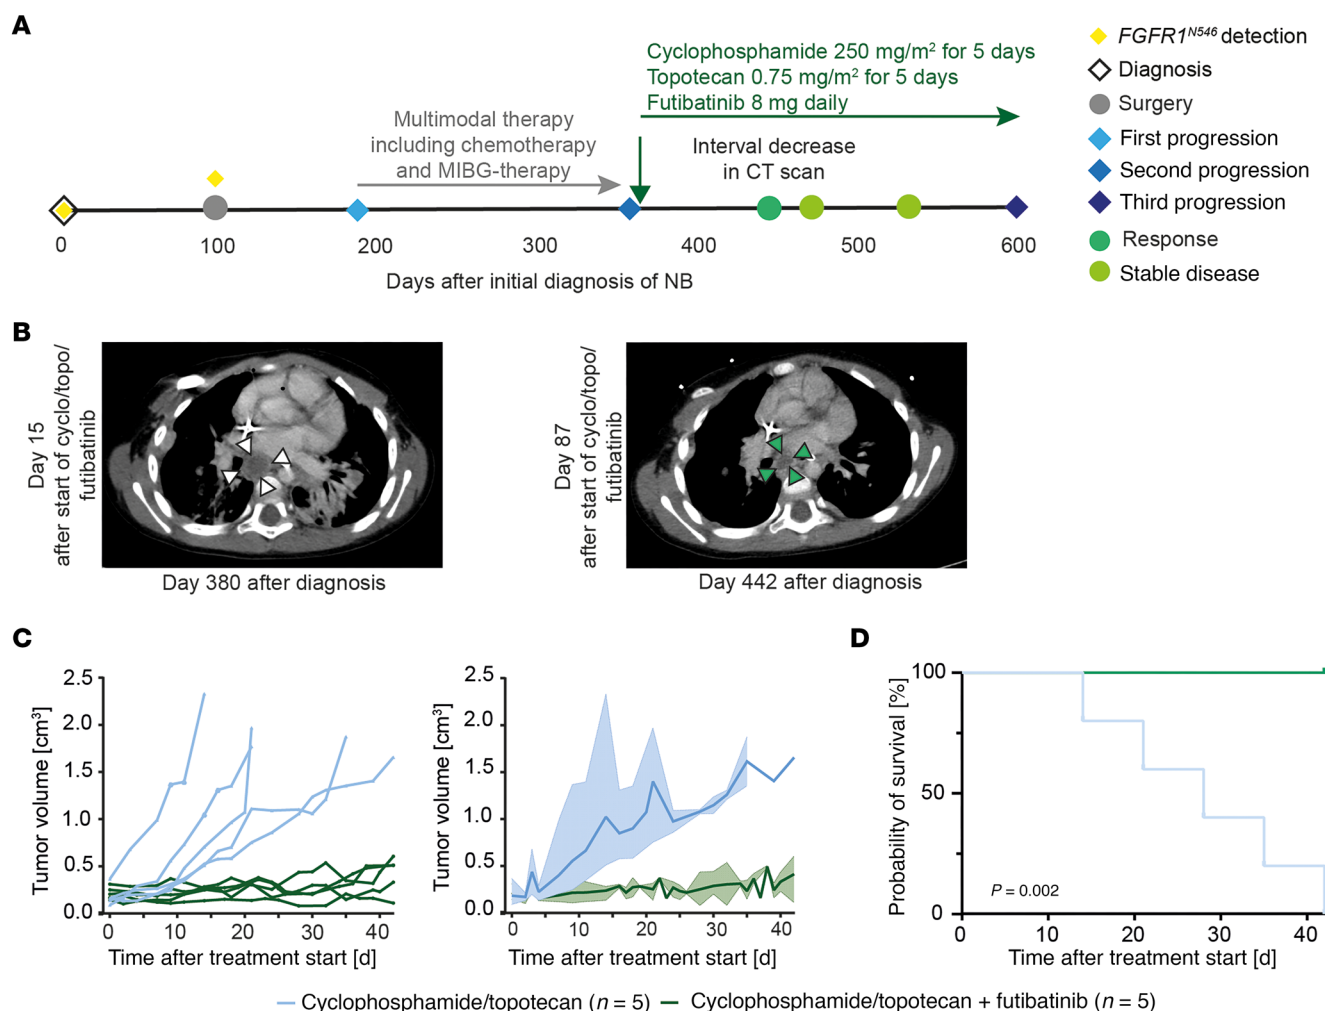 A
Cyclophosphamide 250 mg/m² for 5 days
Topotecan 0.75 mg/m² for 5 days
Futibatinib 8 mg daily
Multimodal therapy
including chemotherapy
and MIBG-therapy
Interval decrease
in CT scan
0 100 200 300 400 500 600
Days after initial diagnosis of NB
FGFR1ᴺ⁵⁴⁶ detection
Diagnosis
Surgery
First progression
Second progression
Third progression
Response
Stable disease
B
Day 15
after start of cyclo/topo/
futibatinib
Day 380 after diagnosis
Day 87
after start of cyclo/topo/
futibatinib
Day 442 after diagnosis
C
Tumor volume [cm³]
2.5
2.0
1.5
1.0
0.5
0.0
0 10 20 30 40
Time after treatment start [d]
Tumor volume [cm³]
2.5
2.0
1.5
1.0
0.5
0.0
0 10 20 30 40
Time after treatment start [d]
D
Probability of survival [%]
100
50
0
P = 0.002
0 10 20 30 40
Time after treatment start [d]
Cyclophosphamide/topotecan (n = 5)
Cyclophosphamide/topotecan + futibatinib (n = 5)